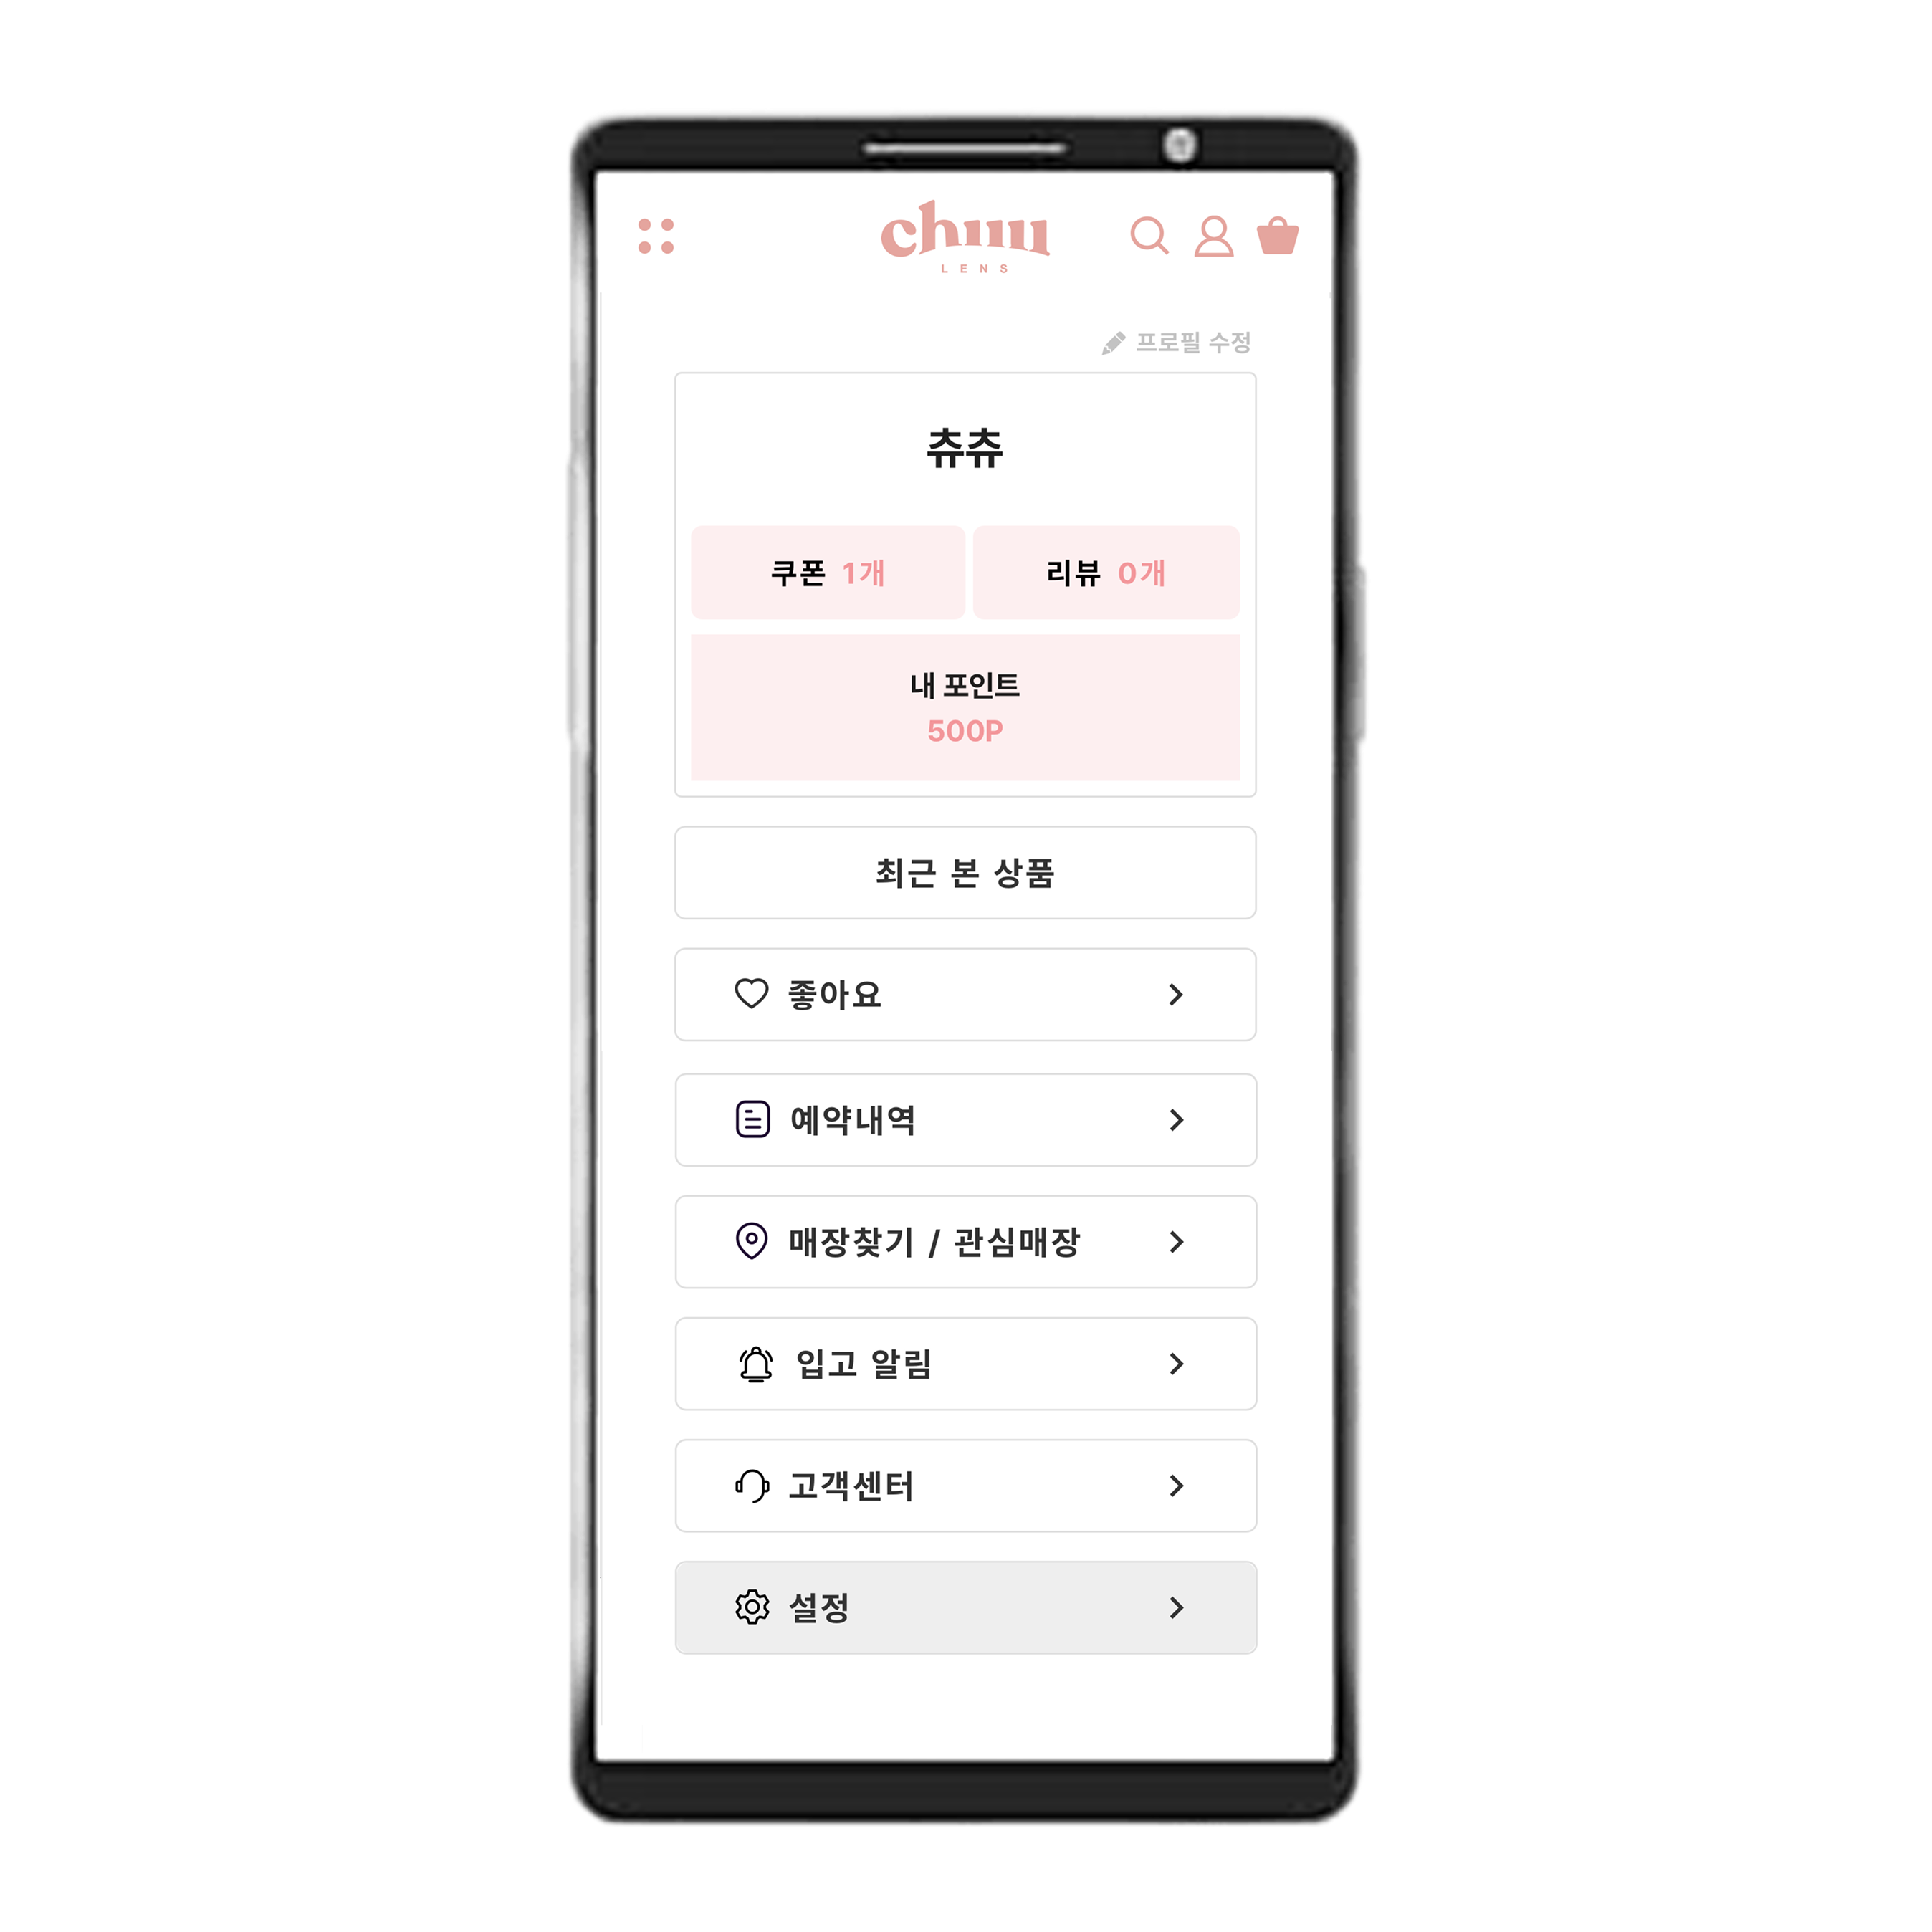 chuu
LENS
프로필 수정
츄츄
쿠폰 1개
리뷰 0개
내 포인트
500P
최근 본 상품
좋아요
예약내역
매장찾기 / 관심매장
입고 알림
고객센터
설정